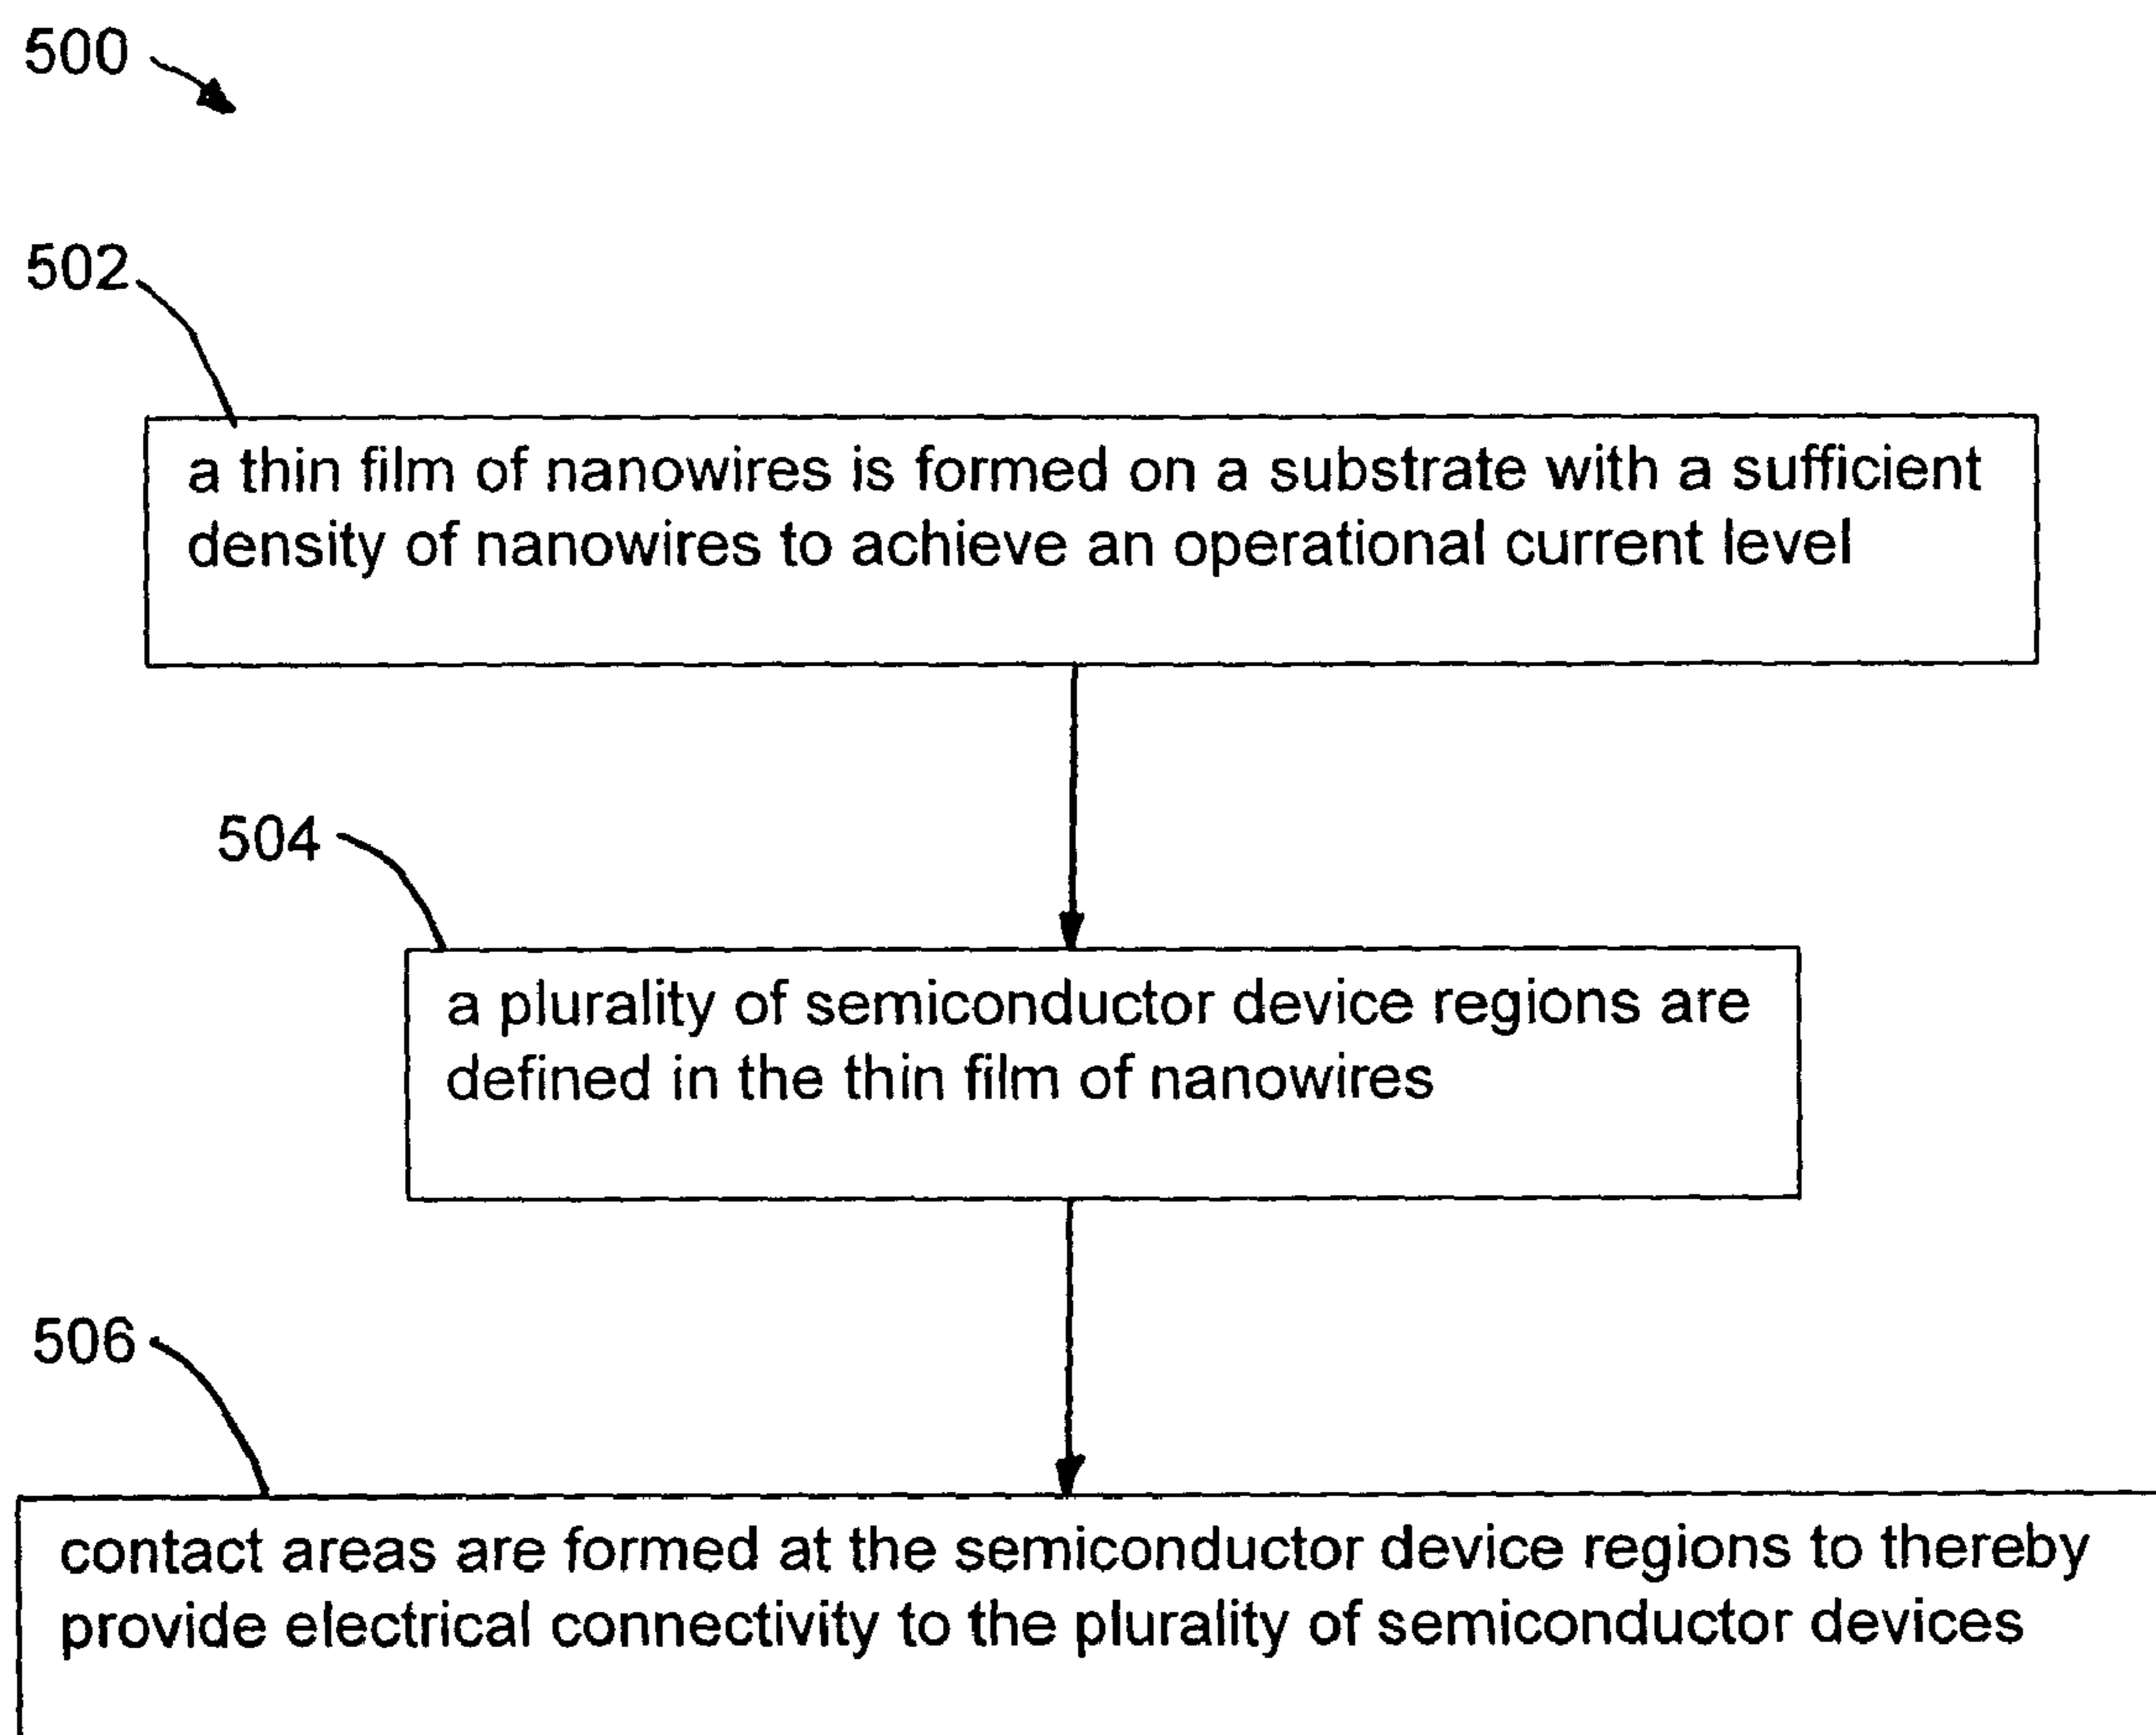 500
502
a thin film of nanowires is formed on a substrate with a sufficient
density of nanowires to achieve an operational current level
504
a plurality of semiconductor device regions are
defined in the thin film of nanowires
506
contact areas are formed at the semiconductor device regions to thereby
provide electrical connectivity to the plurality of semiconductor devices